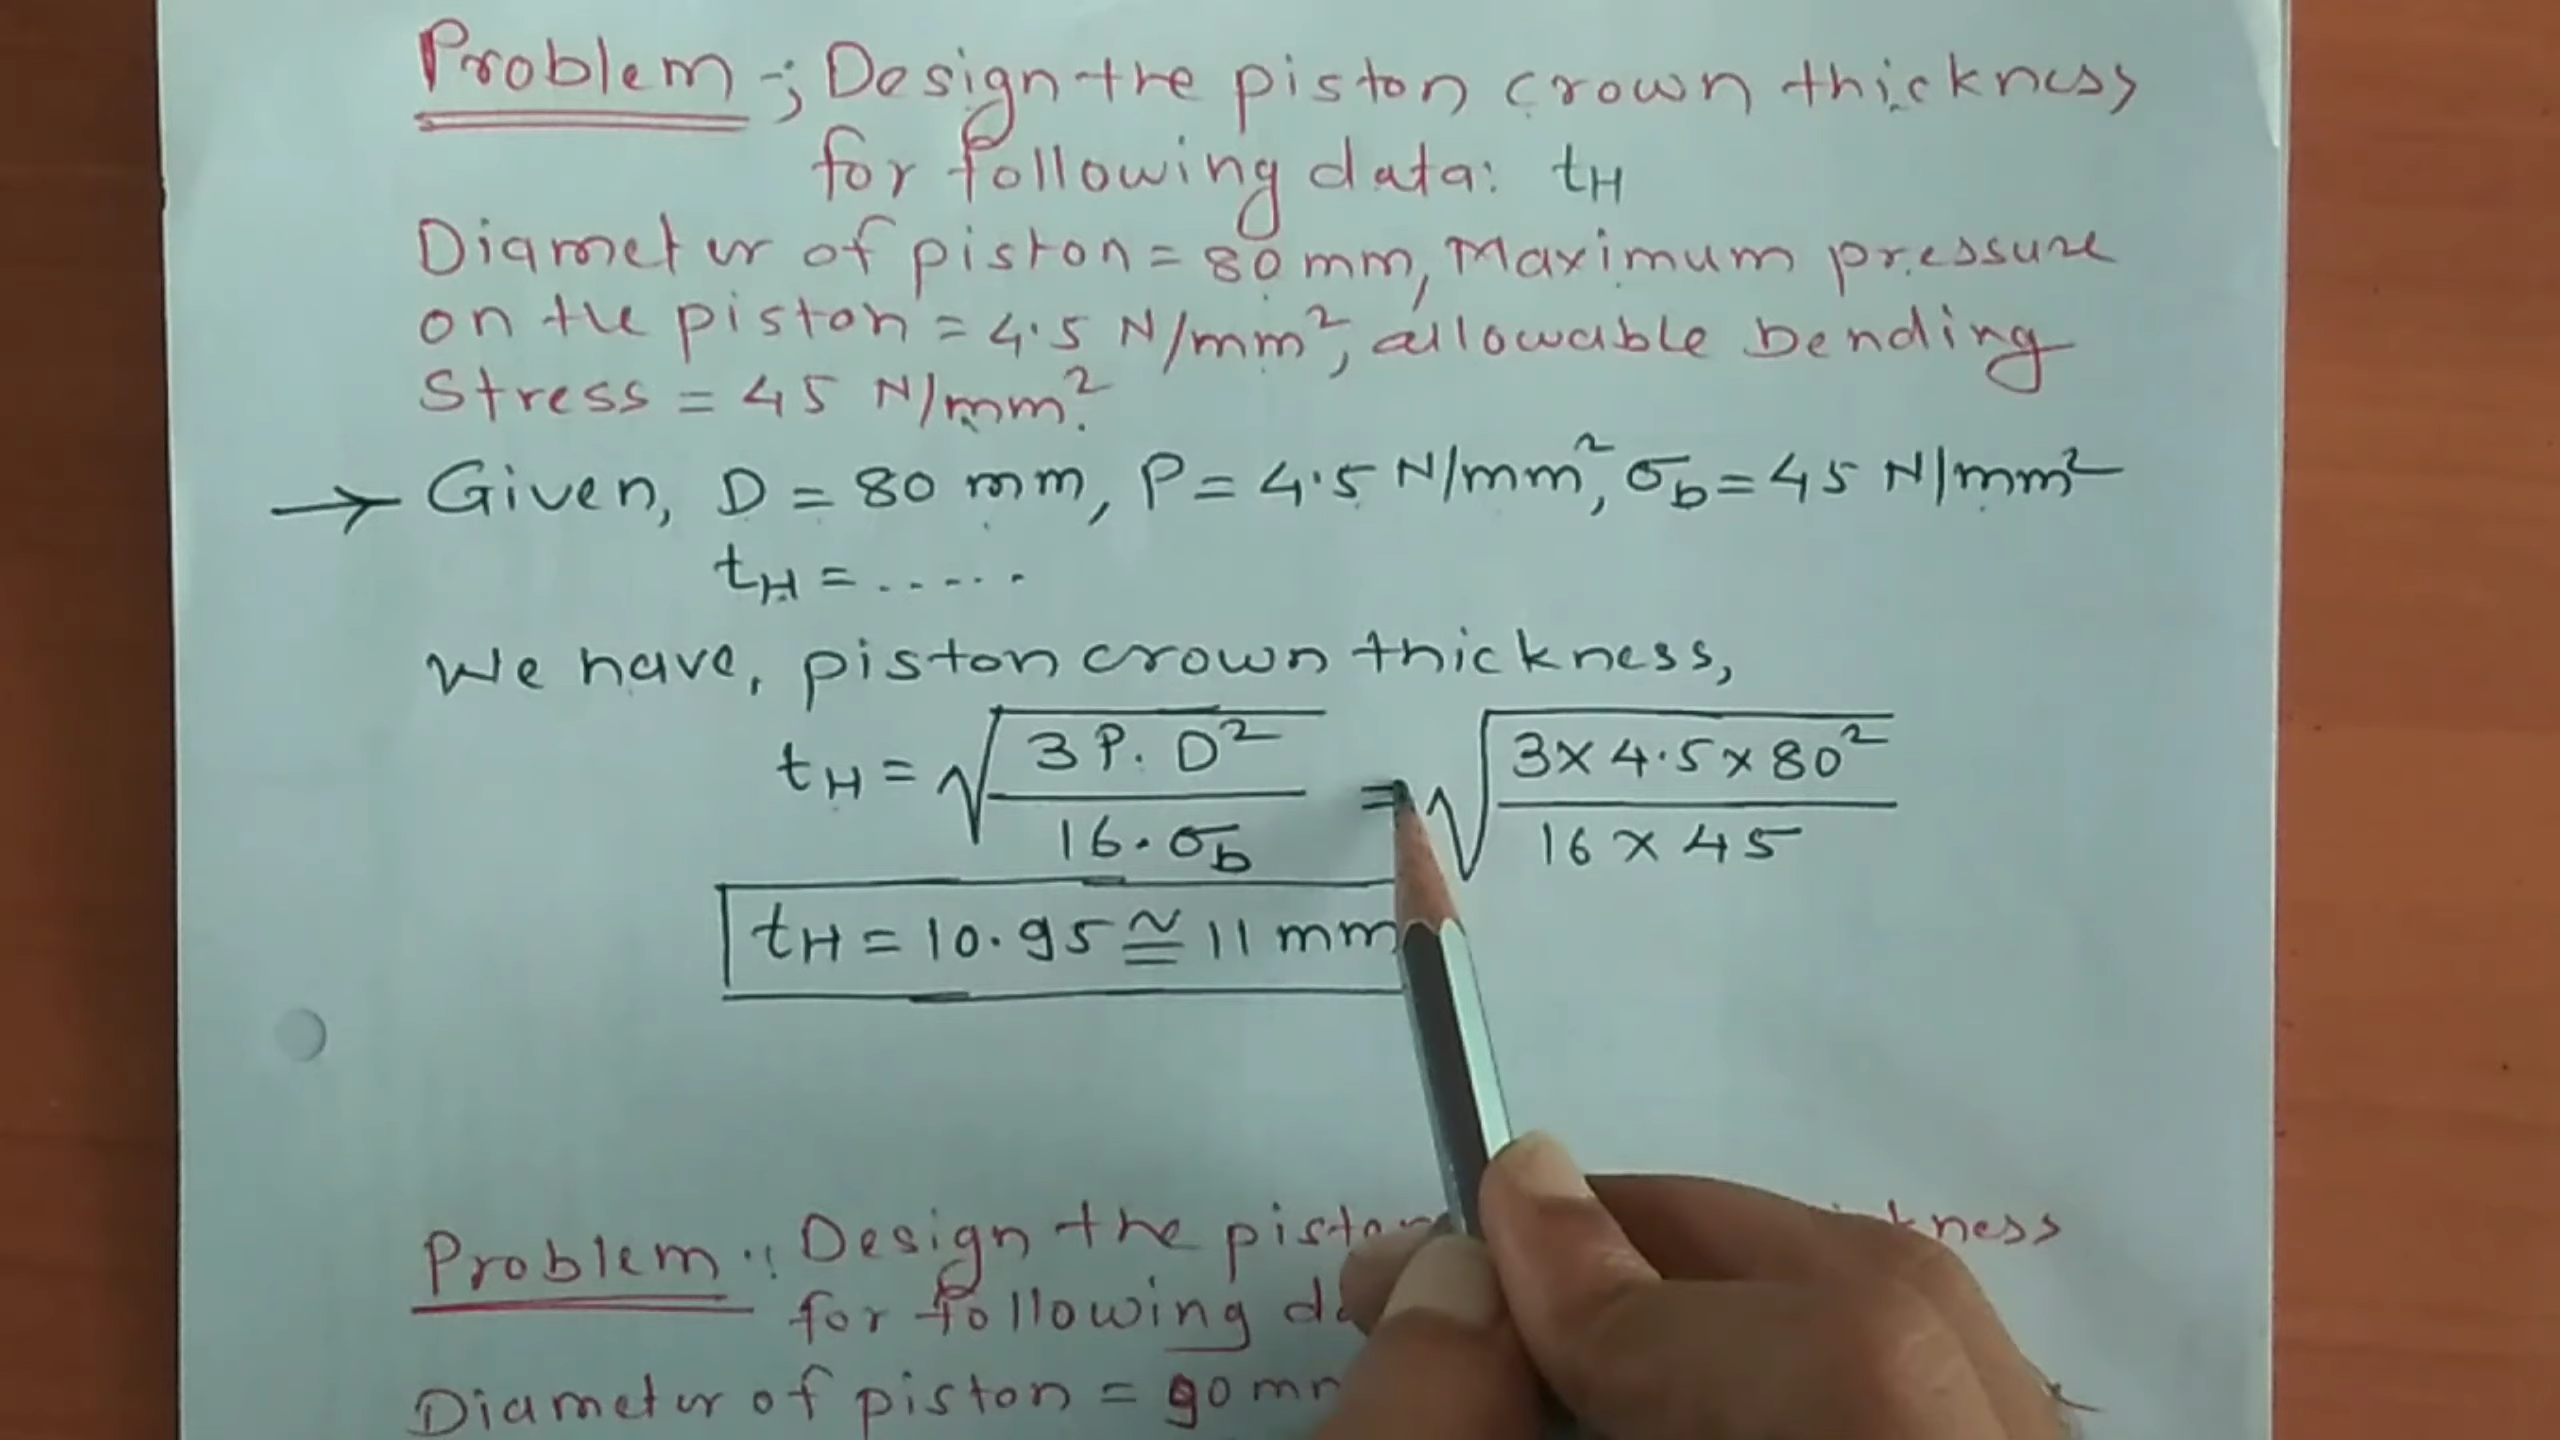 Problem :- Design the piston crown thickness
for following data: tH
Diameter of piston = 80 mm, Maximum pressure
on the piston = 4.5 N/mm², allowable bending
Stress = 45 N/mm².
→ Given, D = 80 mm, P = 4.5 N/mm², σb = 45 N/mm²
tH = .....
We have, piston crown thickness,
tH = √(3P. D² / 16. σb) = √(3 x 4.5 x 80² / 16 x 45)
tH = 10.95 ≅ 11 mm
Problem :- Design the
for following
Diameter of piston = 90